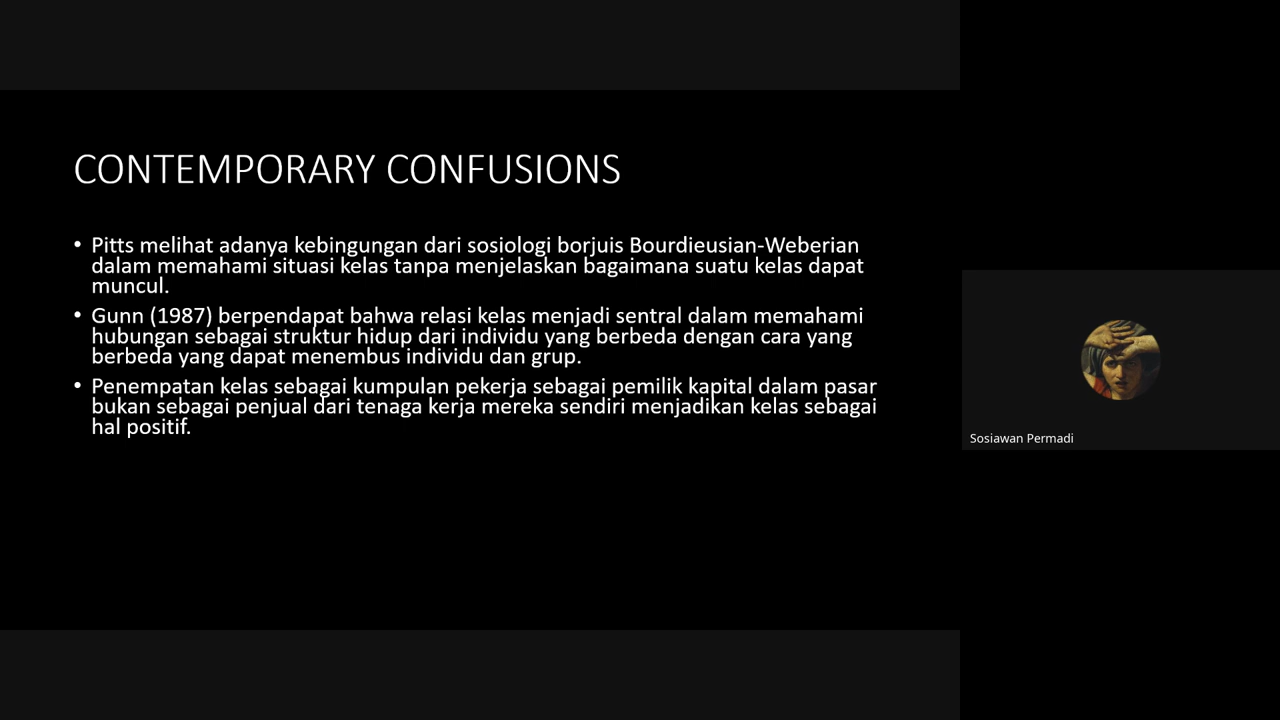 CONTEMPORARY CONFUSIONS
• Pitts melihat adanya kebingungan dari sosiologi borjuis Bourdieusian-Weberian
dalam memahami situasi kelas tanpa menjelaskan bagaimana suatu kelas dapat
muncul.
• Gunn (1987) berpendapat bahwa relasi kelas menjadi sentral dalam memahami
hubungan sebagai struktur hidup dari individu yang berbeda dengan cara yang
berbeda yang dapat menembus individu dan grup.
• Penempatan kelas sebagai kumpulan pekerja sebagai pemilik kapital dalam pasar
bukan sebagai penjual dari tenaga kerja mereka sendiri menjadikan kelas sebagai
hal positif.
Sosiawan Permadi